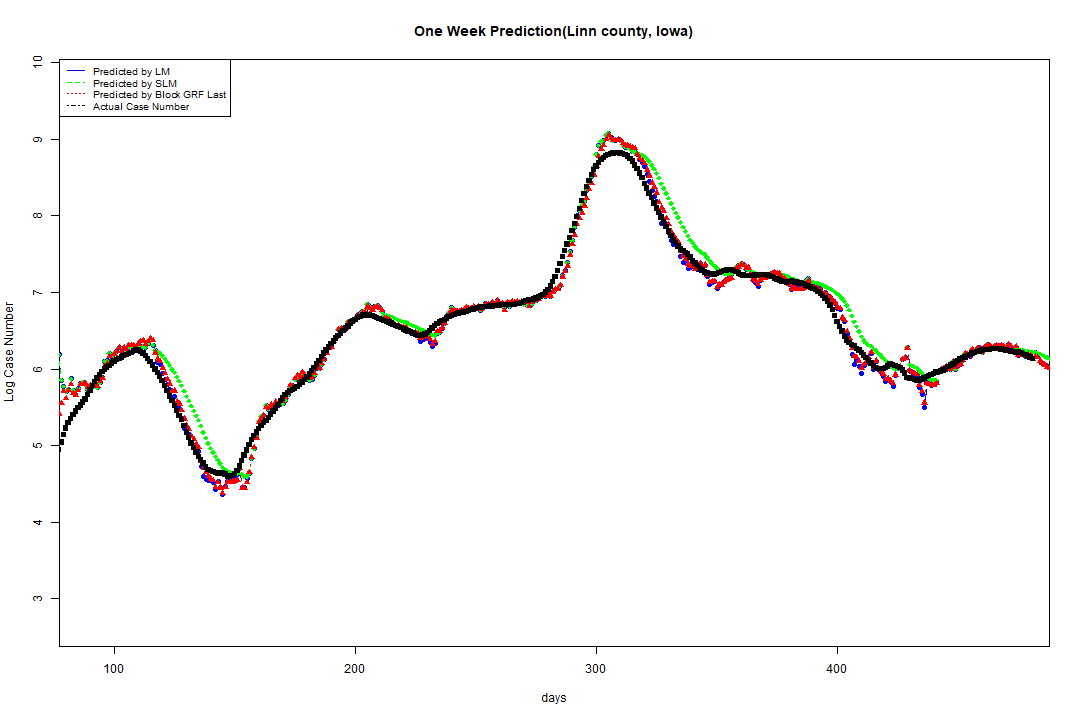 One Week Prediction(Linn county, Iowa)
Predicted by LM
Predicted by SLM
Predicted by Block GRF Last
Actual Case Number
10
9
8
7
6
5
4
3
Log Case Number
100 200 300 400
days